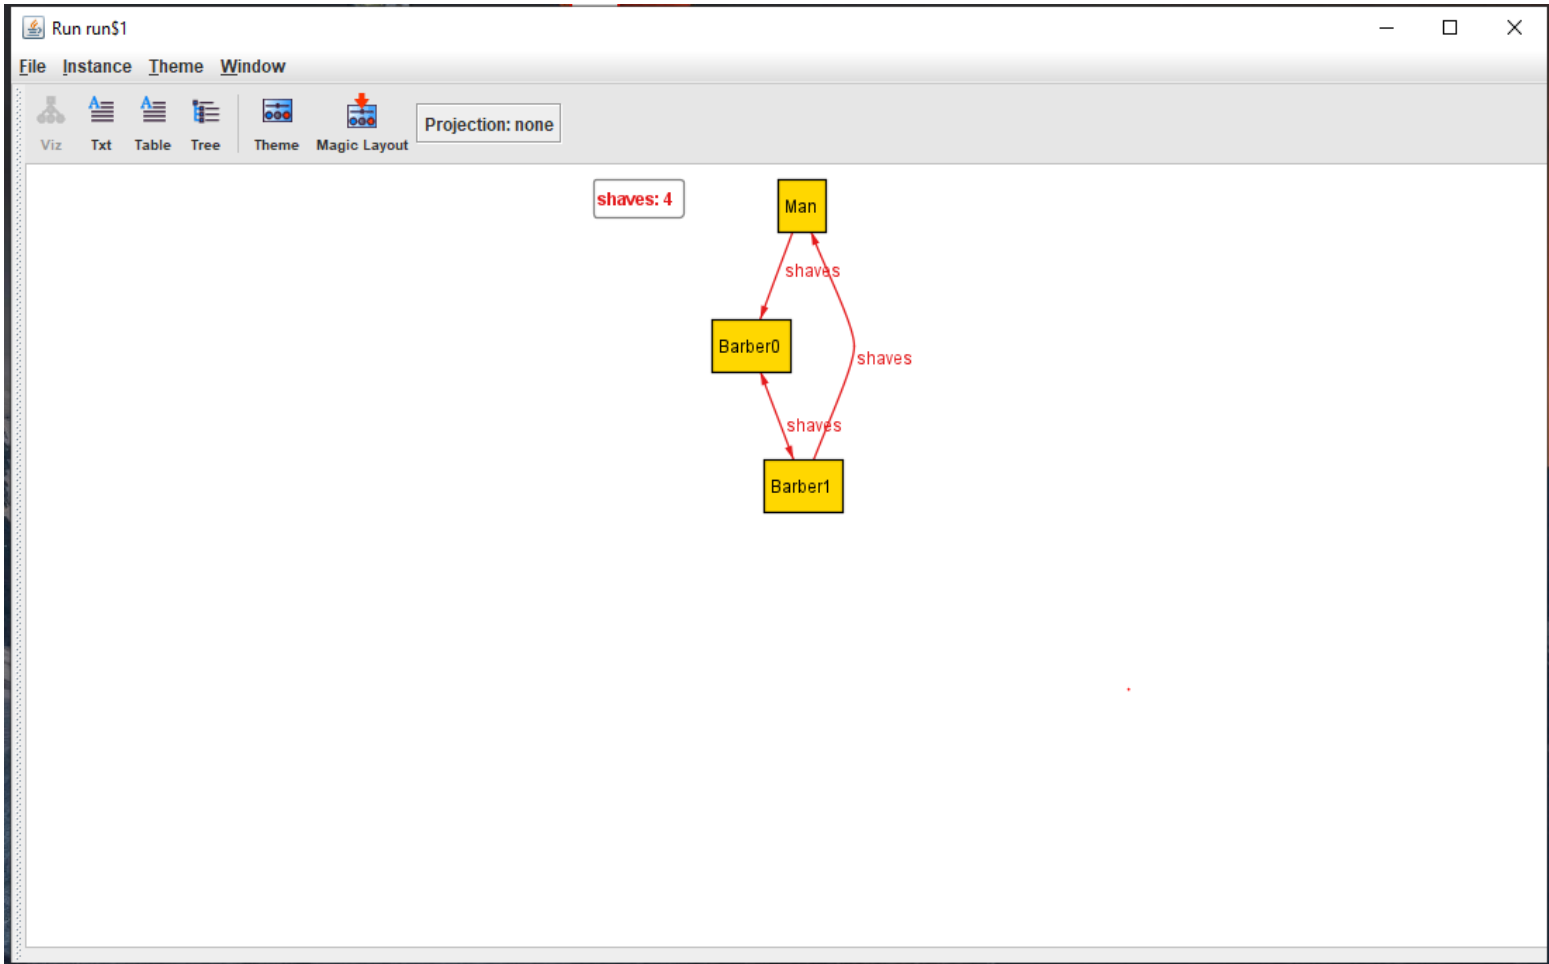 Run run$1
File Instance Theme Window
Viz Txt Table Tree Theme Magic Layout Projection: none
shaves: 4
Man
shaves
Barber0
shaves
shaves
Barber1